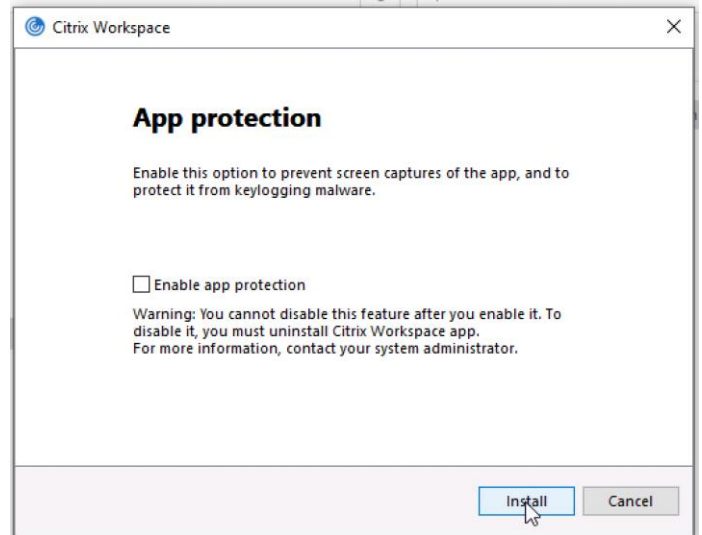 Citrix Workspace
App protection
Enable this option to prevent screen captures of the app, and to
protect it from keylogging malware.
Enable app protection
Warning: You cannot disable this feature after you enable it. To
disable it, you must uninstall Citrix Workspace app.
For more information, contact your system administrator.
Install Cancel